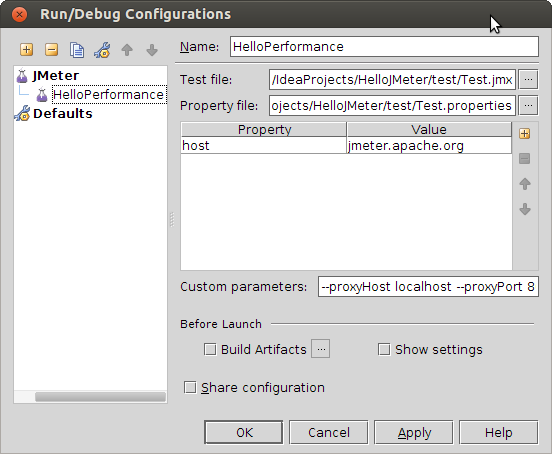 Run/Debug Configurations
Name: HelloPerformance
JMeter
HelloPerformance
Defaults
Test file: /IdeaProjects/HelloJMeter/test/Test.jmx ...
Property file: ojects/HelloJMeter/test/Test.properties ...
Property Value
host jmeter.apache.org
Custom parameters: --proxyHost localhost --proxyPort 8
Before Launch
Build Artifacts ... Show settings
Share configuration
OK Cancel Apply Help